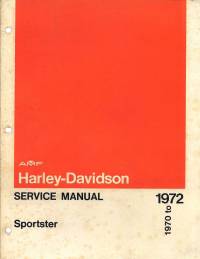 AMF
Harley-Davidson
SERVICE MANUAL 1972
Sportster 1970 to